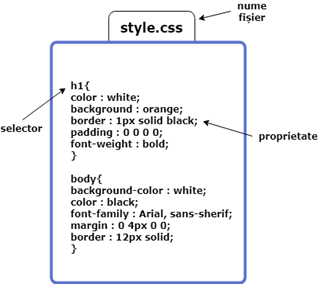 nume
fișier
style.css
h1{
color : white;
background : orange;
border : 1px solid black;
padding : 0 0 0 0;
font-weight : bold;
}
selector
proprietate
body{
background-color : white;
color : black;
font-family : Arial, sans-sherif;
margin : 0 4px 0 0;
border : 12px solid;
}